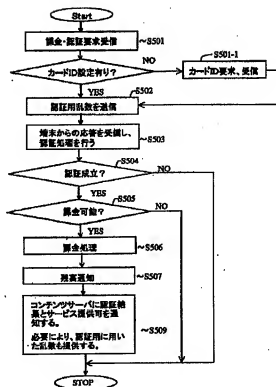 Start
課金・認証要求受信
S501
カードID設定有り？
NO
S501-1
カードID要求、受信
YES
S502
認証用乱数を送信
端末からの応答を受信し、
認証処理を行う
S503
S504
認証成立？
NO
YES
S505
課金可能？
NO
YES
課金処理
S506
残高通知
S507
コンテンツサーバに認証結
果とサービス提供可を通
知する。
必要により、認証用に用い
た乱数も提供する。
S509
STOP